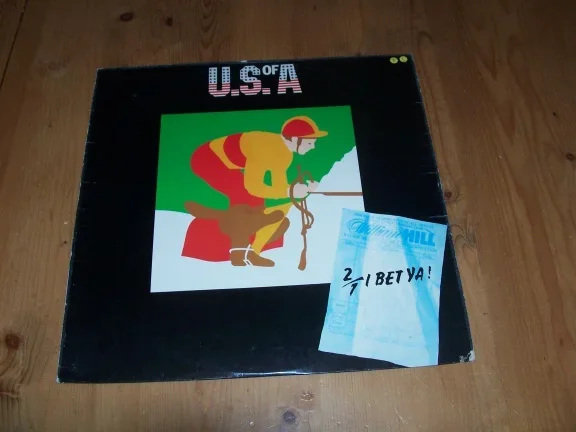 U.S. OF A
William HILL
2/1 I BET YA!